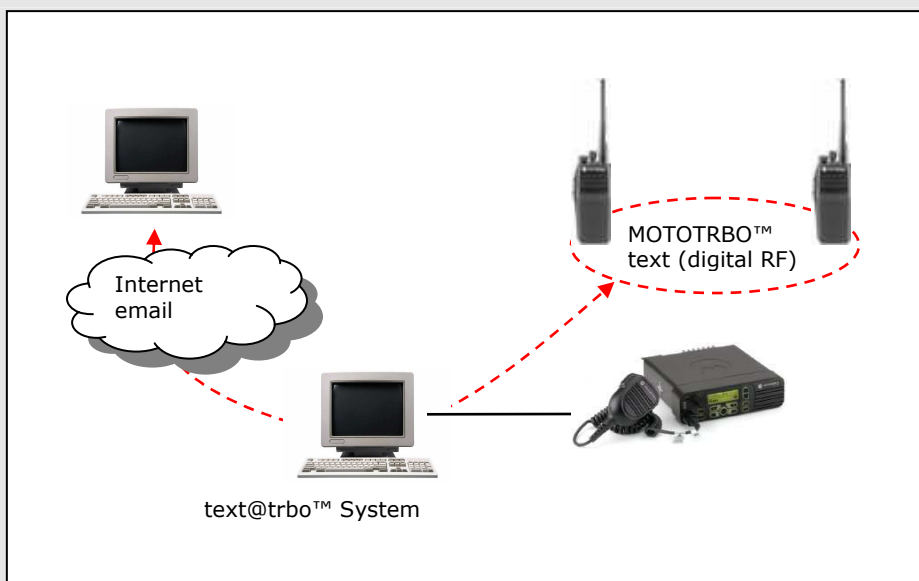 MOTOTRBO™
text (digital RF)
Internet
email
text@trbo™ System